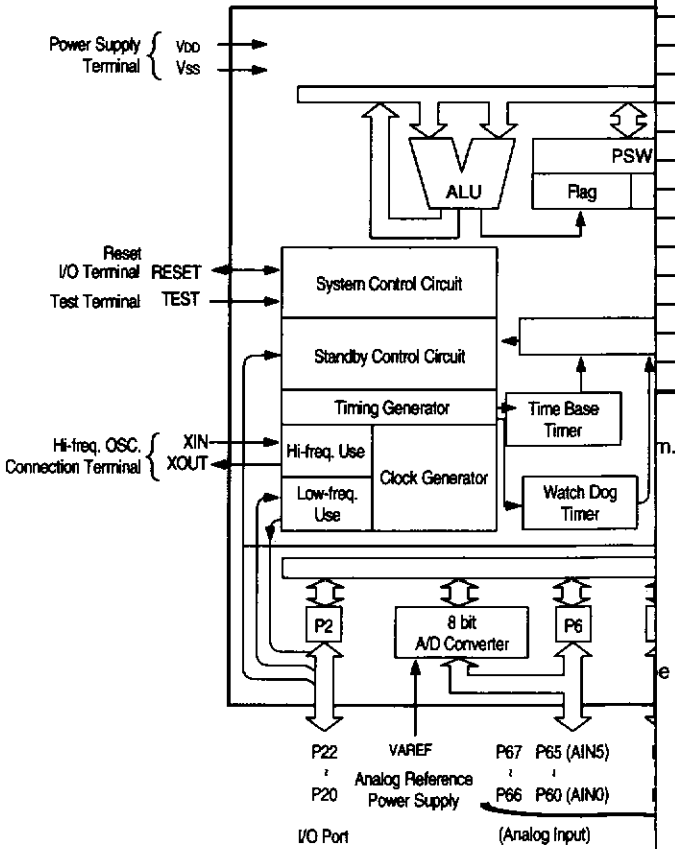 Power Supply
Terminal
VDD
VSS
PSW
ALU
Flag
Reset
I/O Terminal RESET
Test Terminal TEST
System Control Circuit
Standby Control Circuit
Timing Generator
Time Base
Timer
Hi-freq. OSC.
Connection Terminal
XIN
XOUT
Hi-freq. Use
Clock Generator
Low-freq.
Use
Watch Dog
Timer
m.
P2
8 bit
A/D Converter
P6
e
P22
~
P20
I/O Port
VAREF
Analog Reference
Power Supply
P67 P65 (AIN5)
~ ~
P66 P60 (AIN0)
(Analog Input)